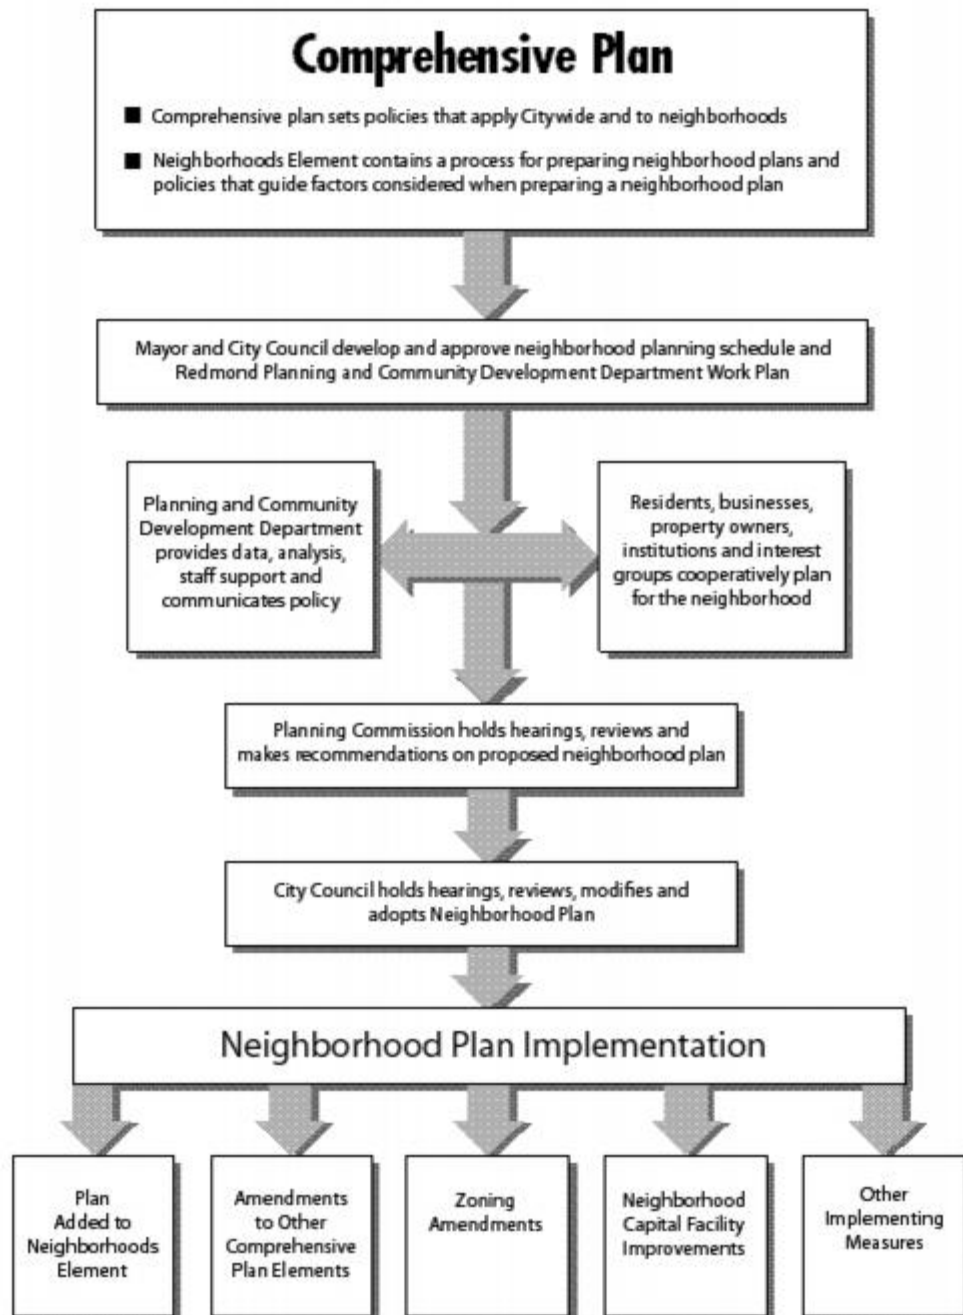 Comprehensive Plan
■ Comprehensive plan sets policies that apply Citywide and to neighborhoods
■ Neighborhoods Element contains a process for preparing neighborhood plans and
policies that guide factors considered when preparing a neighborhood plan
Mayor and City Council develop and approve neighborhood planning schedule and
Redmond Planning and Community Development Department Work Plan
Planning and Community
Development Department
provides data, analysis,
staff support and
communicates policy
Residents, businesses,
property owners,
institutions and interest
groups cooperatively plan
for the neighborhood
Planning Commission holds hearings, reviews and
makes recommendations on proposed neighborhood plan
City Council holds hearings, reviews, modifies and
adopts Neighborhood Plan
Neighborhood Plan Implementation
Plan
Added to
Neighborhoods
Element
Amendments
to Other
Comprehensive
Plan Elements
Zoning
Amendments
Neighborhood
Capital Facility
Improvements
Other
Implementing
Measures